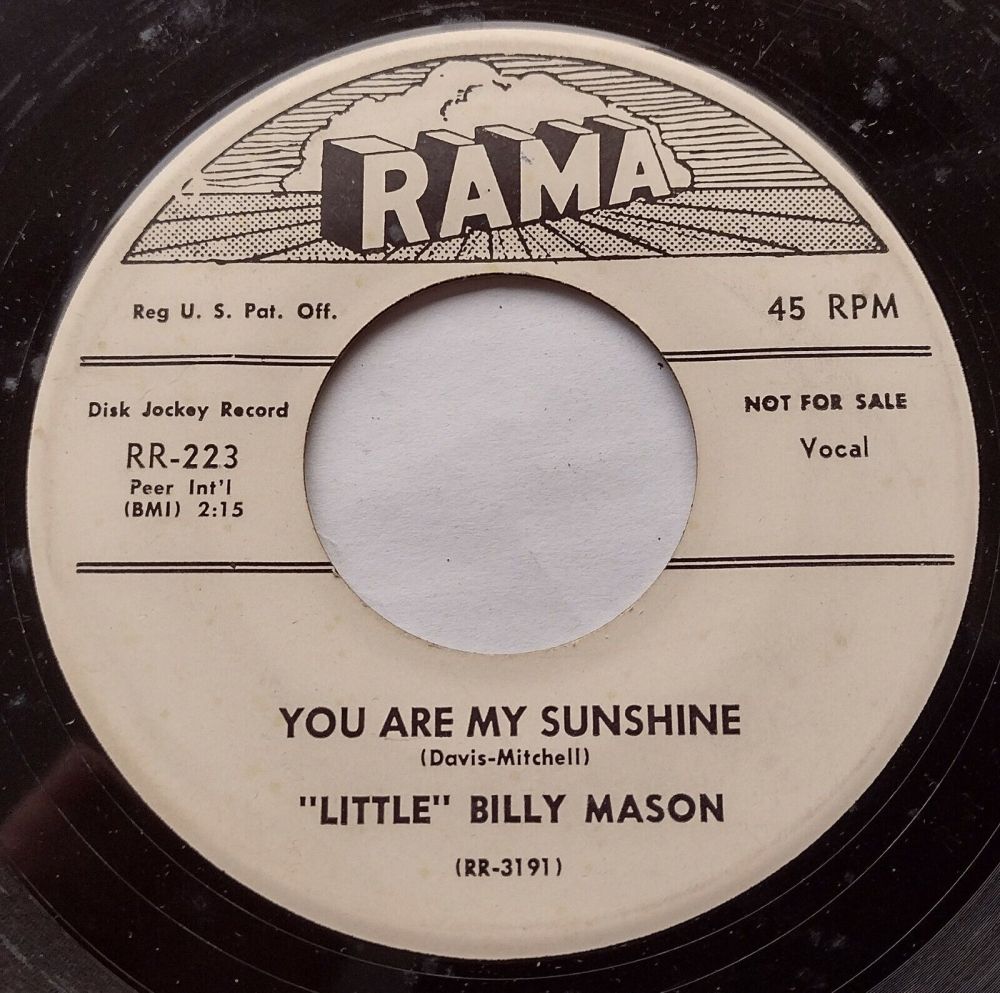 RAMA
Reg U. S. Pat. Off.
45 RPM
Disk Jockey Record
NOT FOR SALE
RR-223
Vocal
Peer Int'l
(BMI) 2:15
YOU ARE MY SUNSHINE
(Davis-Mitchell)
"LITTLE" BILLY MASON
(RR-3191)